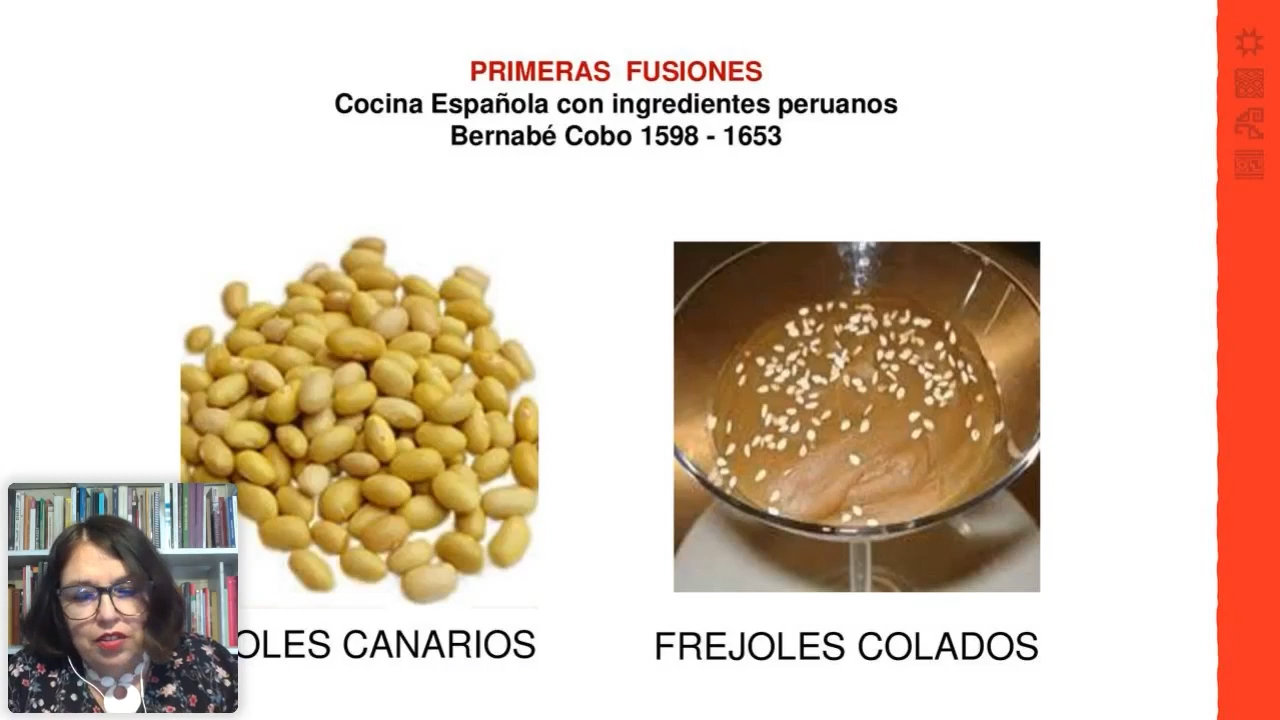 PRIMERAS FUSIONES
Cocina Española con ingredientes peruanos
Bernabé Cobo 1598 - 1653
OLES CANARIOS
FREJOLES COLADOS